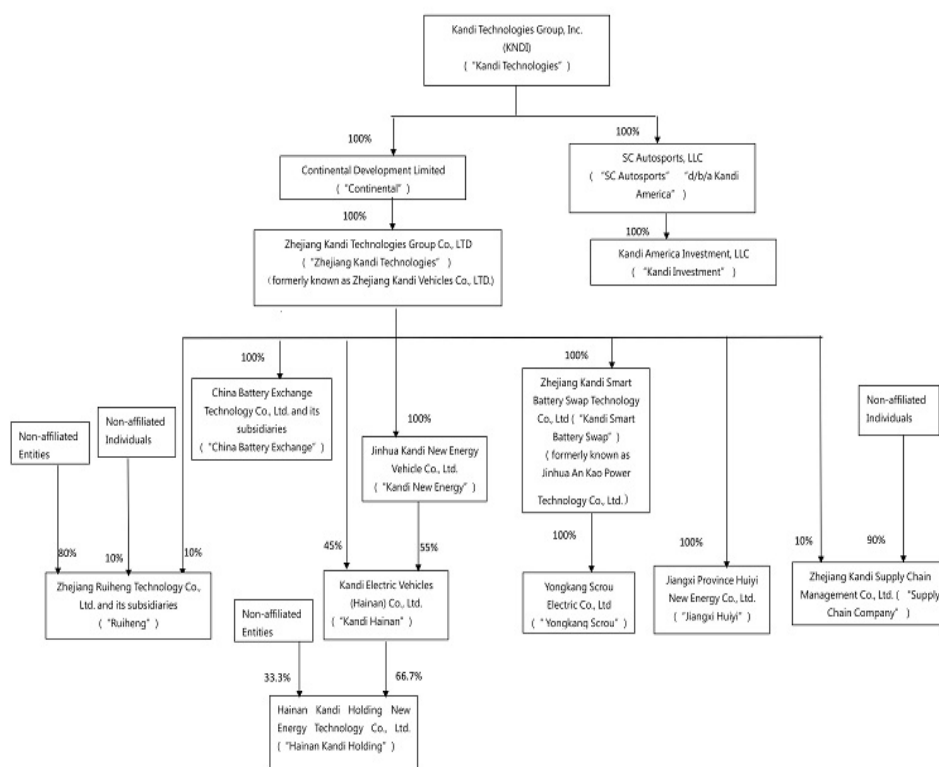 Kandi Technologies Group, Inc.
(KNDI)
( “Kandi Technologies” )
100%
100%
Continental Development Limited
( “Continental” )
SC Autosports, LLC
( “SC Autosports” “d/b/a Kandi
America” )
100%
100%
Zhejiang Kandi Technologies Group Co., LTD
( “Zhejiang Kandi Technologies” )
(formerly known as Zhejiang Kandi Vehicles Co., LTD.)
Kandi America Investment, LLC
( “Kandi Investment” )
100%
China Battery Exchange
Technology Co., Ltd. and its
subsidiaries
( “China Battery Exchange” )
100%
Zhejiang Kandi Smart
Battery Swap Technology
Co., Ltd ( “Kandi Smart
Battery Swap” )
( formerly known as
Jinhua An Kao Power
Technology Co., Ltd. )
Non-affiliated
Individuals
Non-affiliated
Entities
Non-affiliated
Individuals
100%
Jinhua Kandi New Energy
Vehicle Co., Ltd.
( “Kandi New Energy” )
80%
10%
10%
45%
55%
100%
100%
10%
90%
Zhejiang Ruiheng Technology Co.,
Ltd. and its subsidiaries
( “Ruiheng” )
Kandi Electric Vehicles
(Hainan) Co., Ltd.
( “Kandi Hainan” )
Yongkang Scrou
Electric Co., Ltd
( “Yongkang Scrou” )
Jiangxi Province Huiyi
New Energy Co., Ltd.
( “Jiangxi Huiyi” )
Zhejiang Kandi Supply Chain
Management Co., Ltd. ( “Supply
Chain Company” )
Non-affiliated
Entities
33.3%
66.7%
Hainan Kandi Holding New
Energy Technology Co., Ltd.
( “Hainan Kandi Holding” )